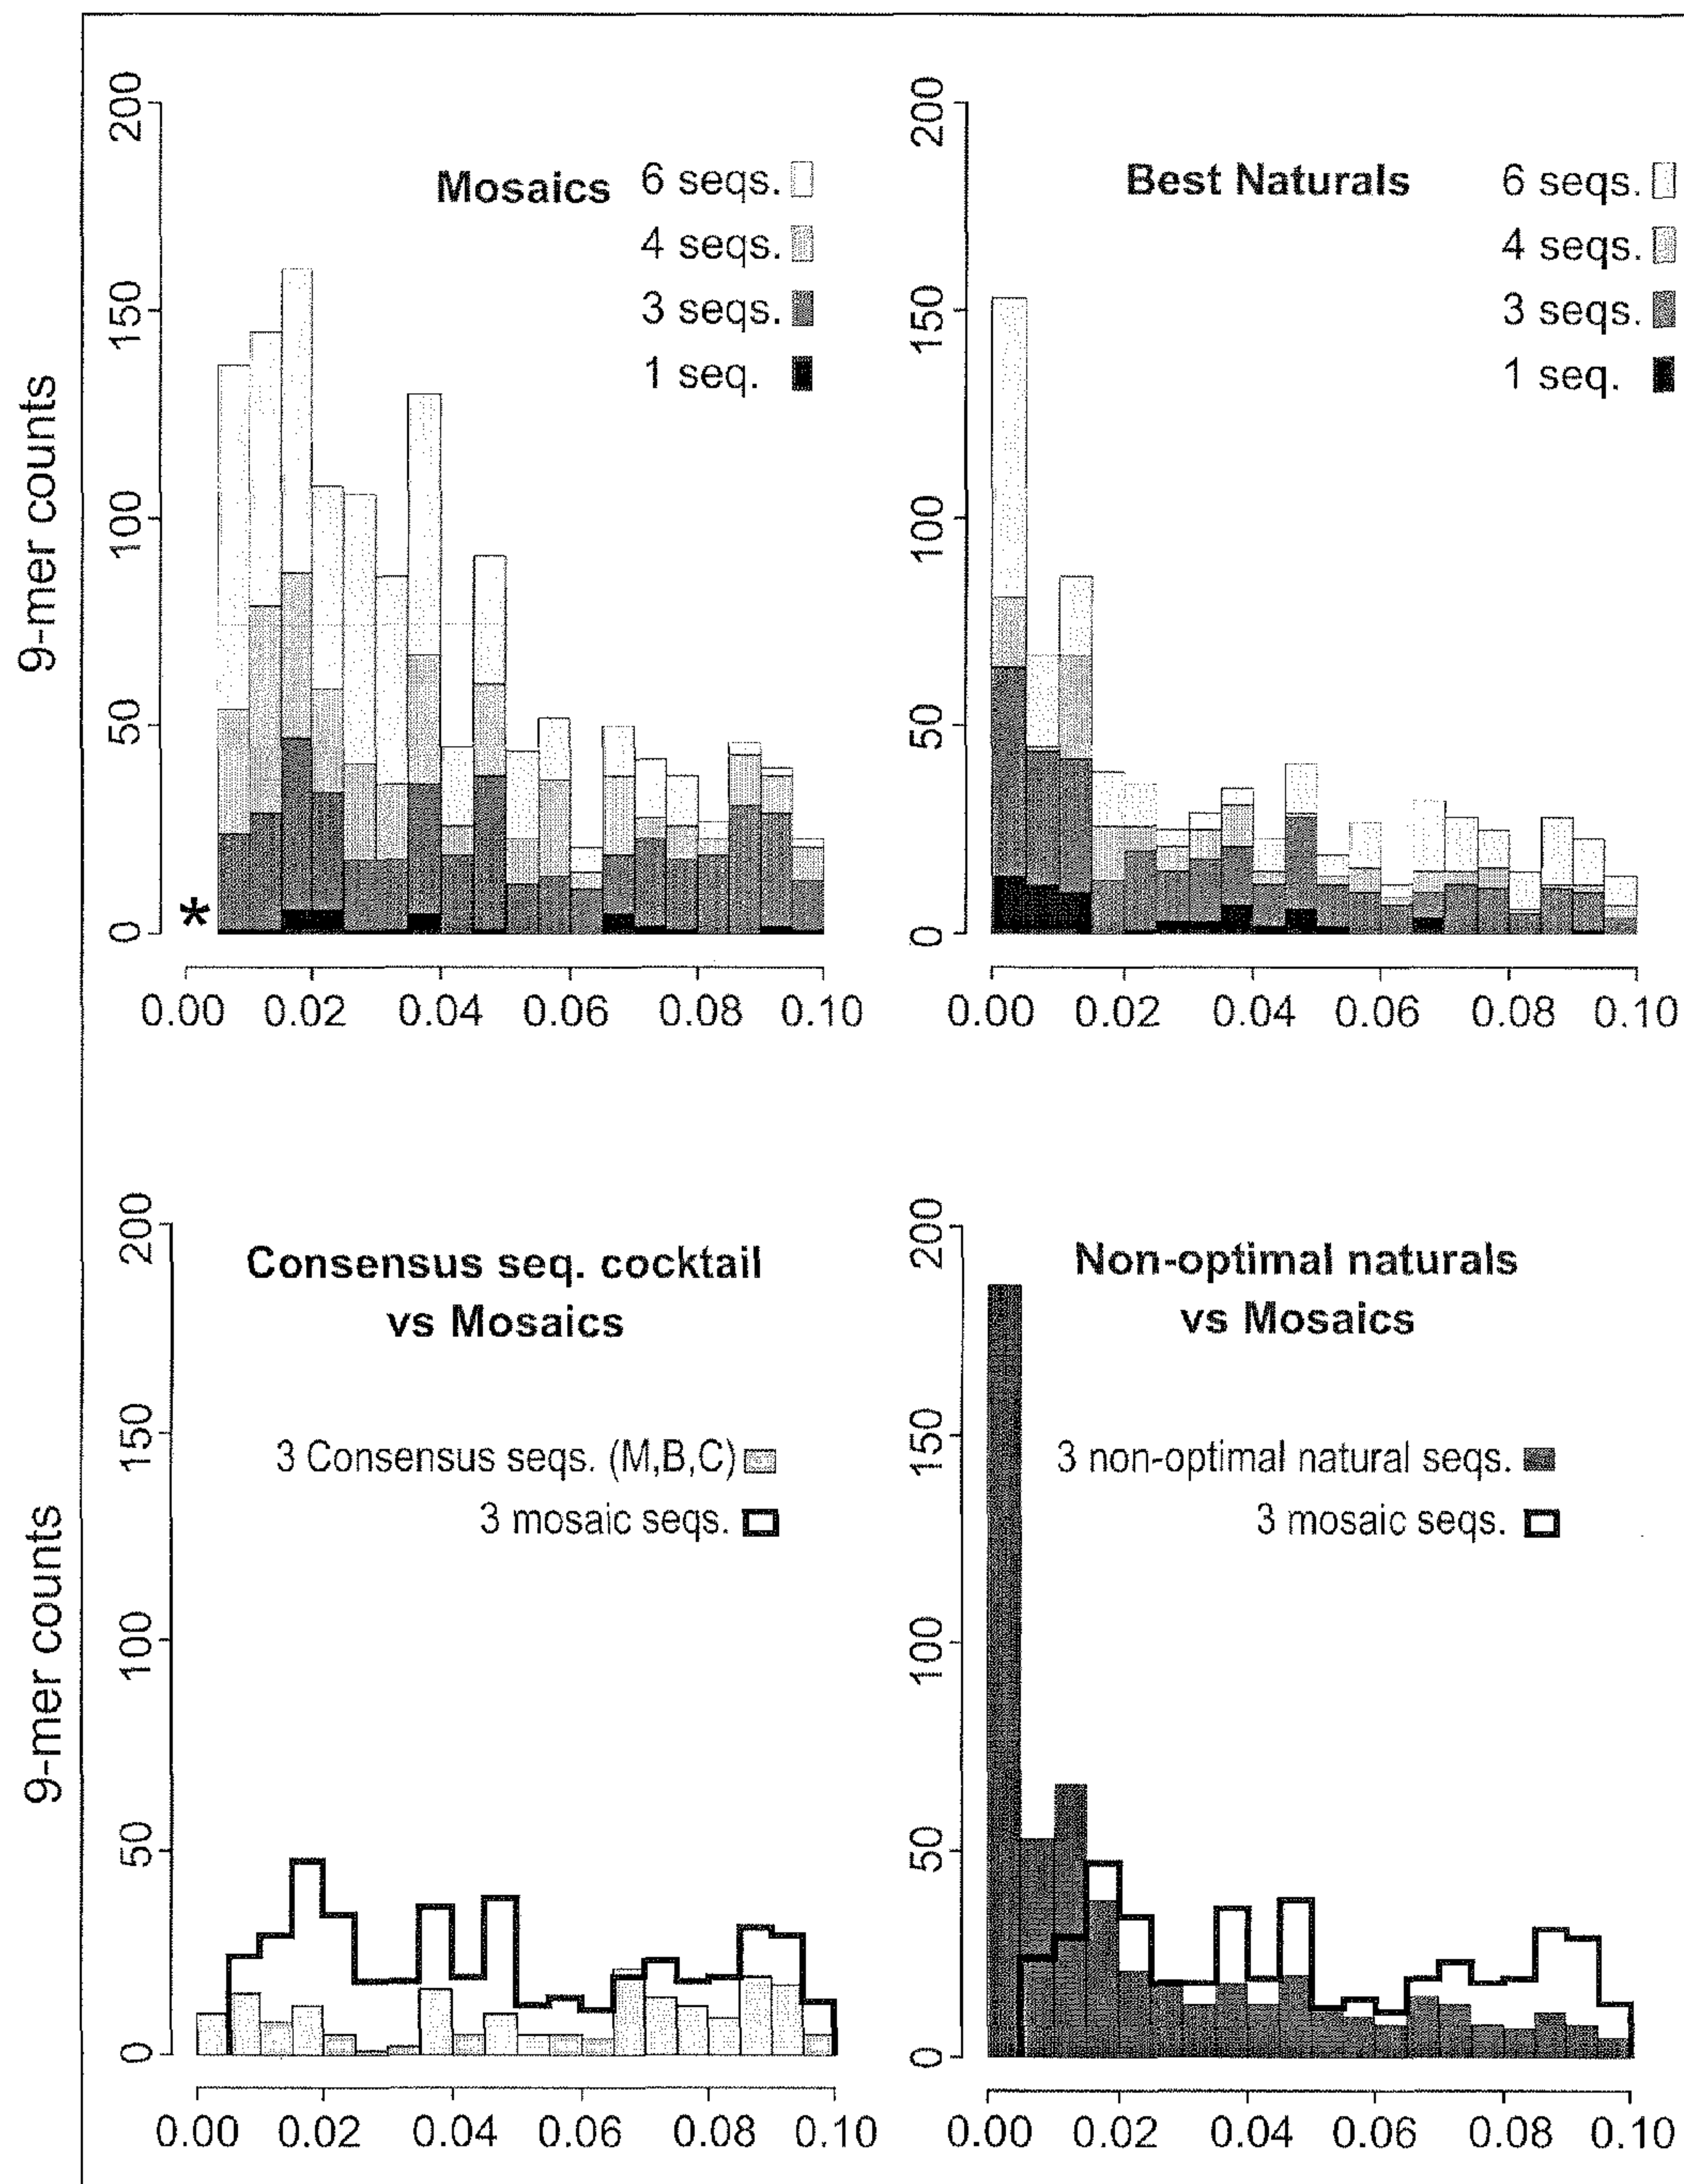 9-mer counts
200
150
100
50
0
Mosaics
6 seqs.
4 seqs.
3 seqs.
1 seq.
*
0.00 0.02 0.04 0.06 0.08 0.10
200
150
100
50
0
Best Naturals
6 seqs.
4 seqs.
3 seqs.
1 seq.
0.00 0.02 0.04 0.06 0.08 0.10
9-mer counts
200
150
100
50
0
Consensus seq. cocktail
vs Mosaics
3 Consensus seqs. (M,B,C)
3 mosaic seqs.
0.00 0.02 0.04 0.06 0.08 0.10
200
150
100
50
0
Non-optimal naturals
vs Mosaics
3 non-optimal natural seqs.
3 mosaic seqs.
0.00 0.02 0.04 0.06 0.08 0.10